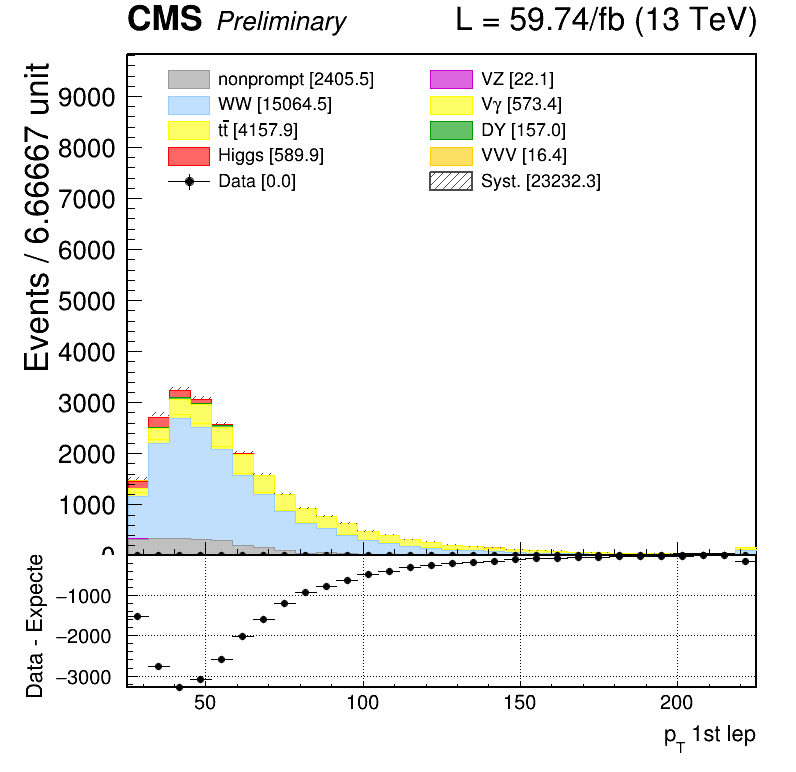 CMS Preliminary L = 59.74/fb (13 TeV)
Events / 6.66667 unit
nonprompt [2405.5]
WW [15064.5]
tt̄ [4157.9]
Higgs [589.9]
Data [0.0]
VZ [22.1]
Vγ [573.4]
DY [157.0]
VVV [16.4]
Syst. [23232.3]
9000
8000
7000
6000
5000
4000
3000
2000
1000
0
Data - Expecte
−1000
−2000
−3000
50 100 150 200
p_T 1st lep